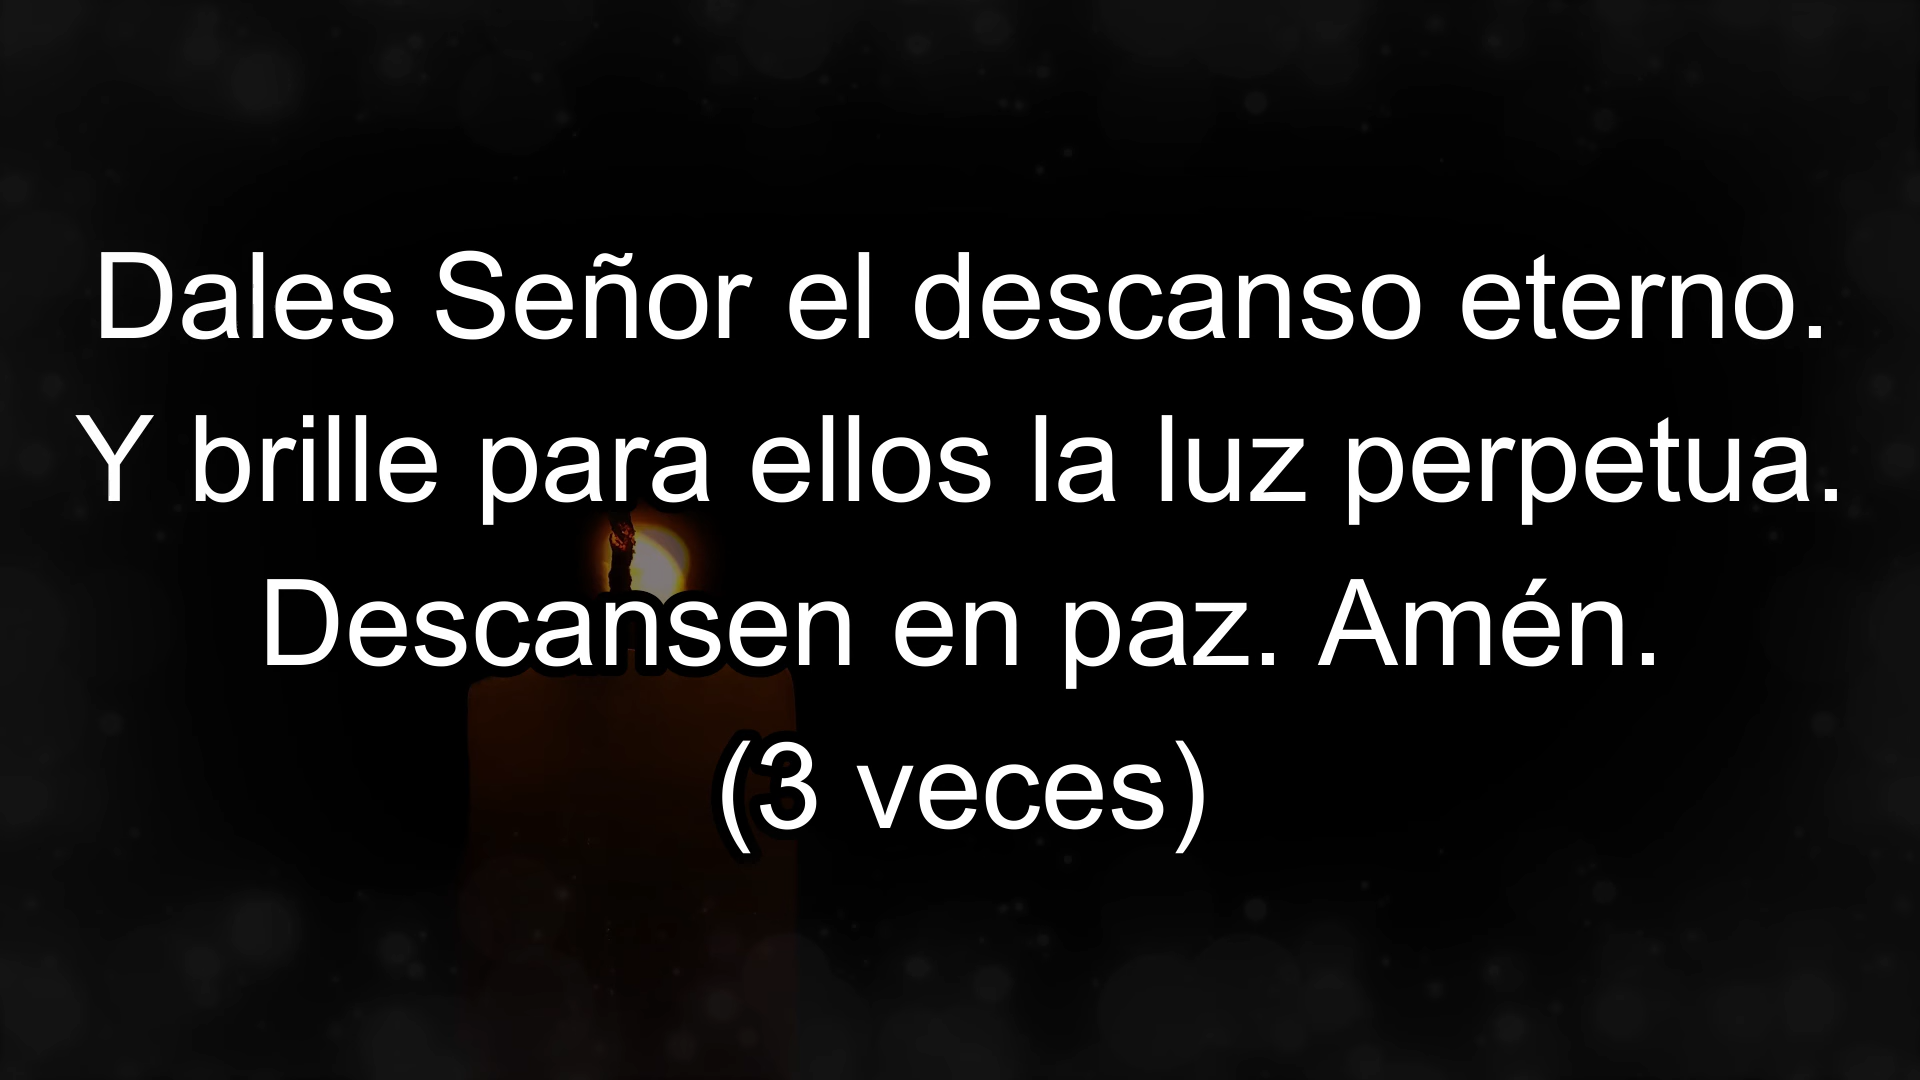 Dales Señor el descanso eterno.
Y brille para ellos la luz perpetua.
Descansen en paz. Amén.
(3 veces)